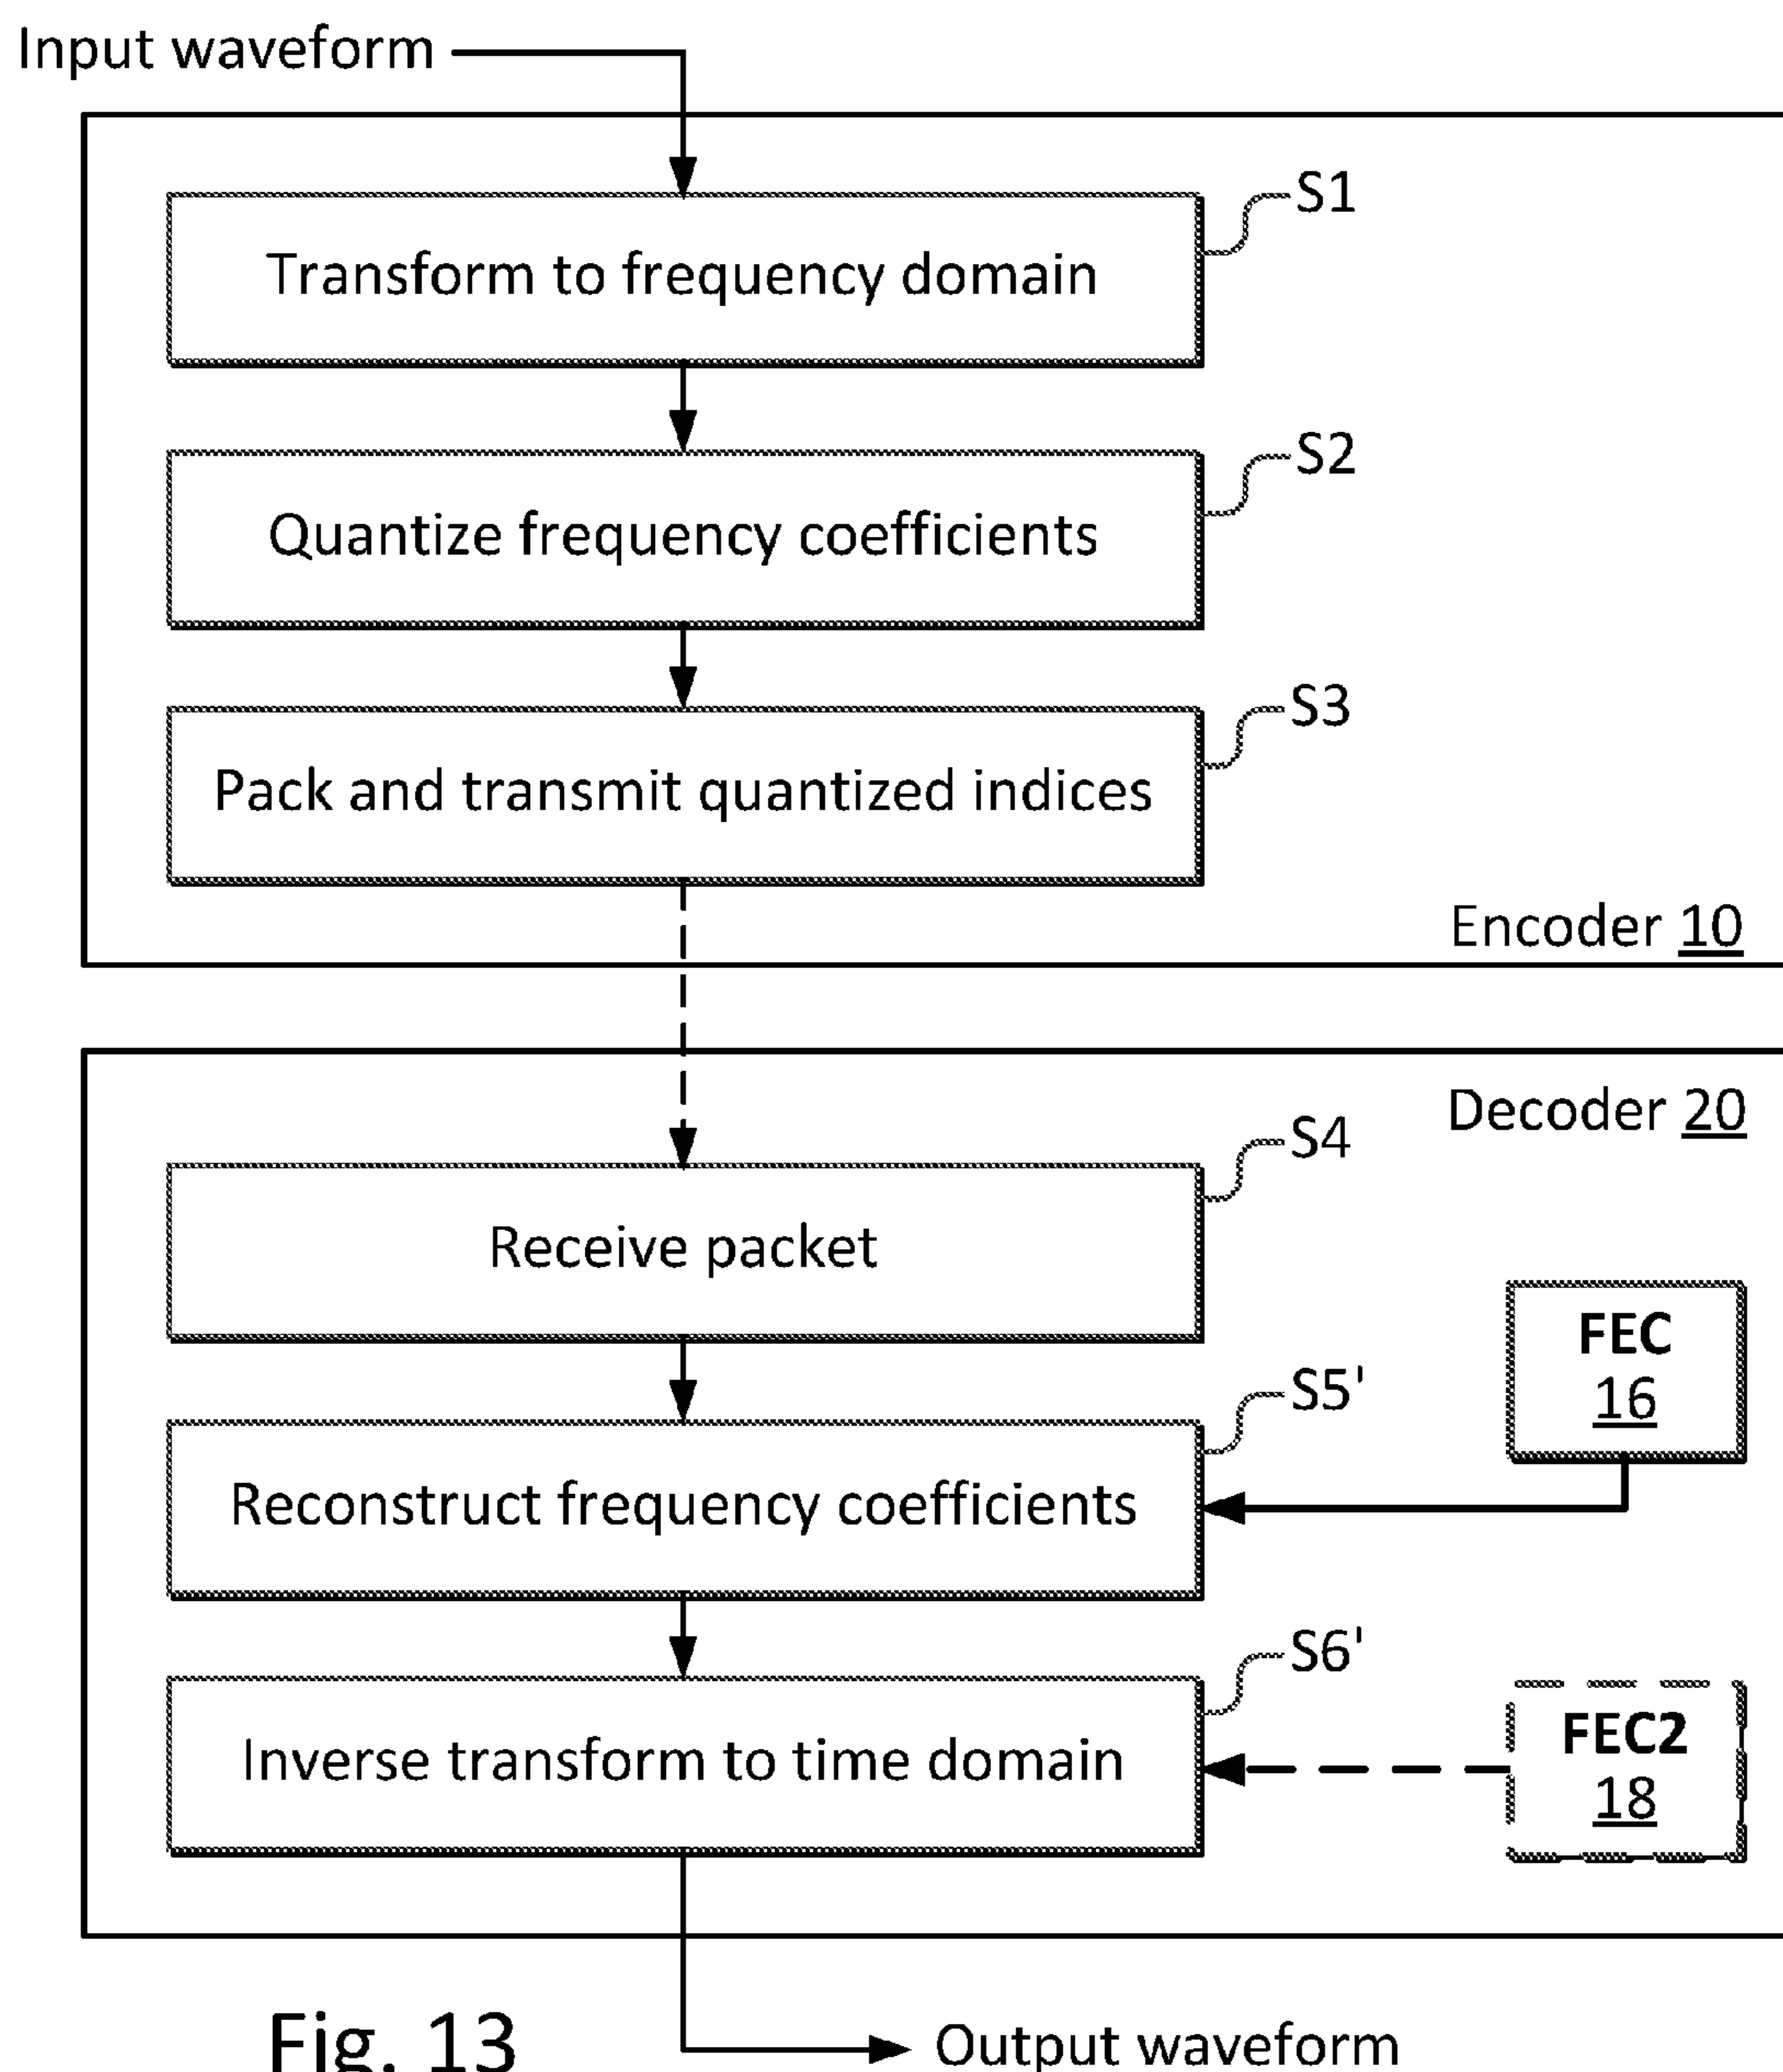 Input waveform
S1
Transform to frequency domain
S2
Quantize frequency coefficients
S3
Pack and transmit quantized indices
Encoder 10
Decoder 20
S4
Receive packet
FEC
16
S5'
Reconstruct frequency coefficients
S6'
Inverse transform to time domain
FEC2
18
Fig. 13
Output waveform